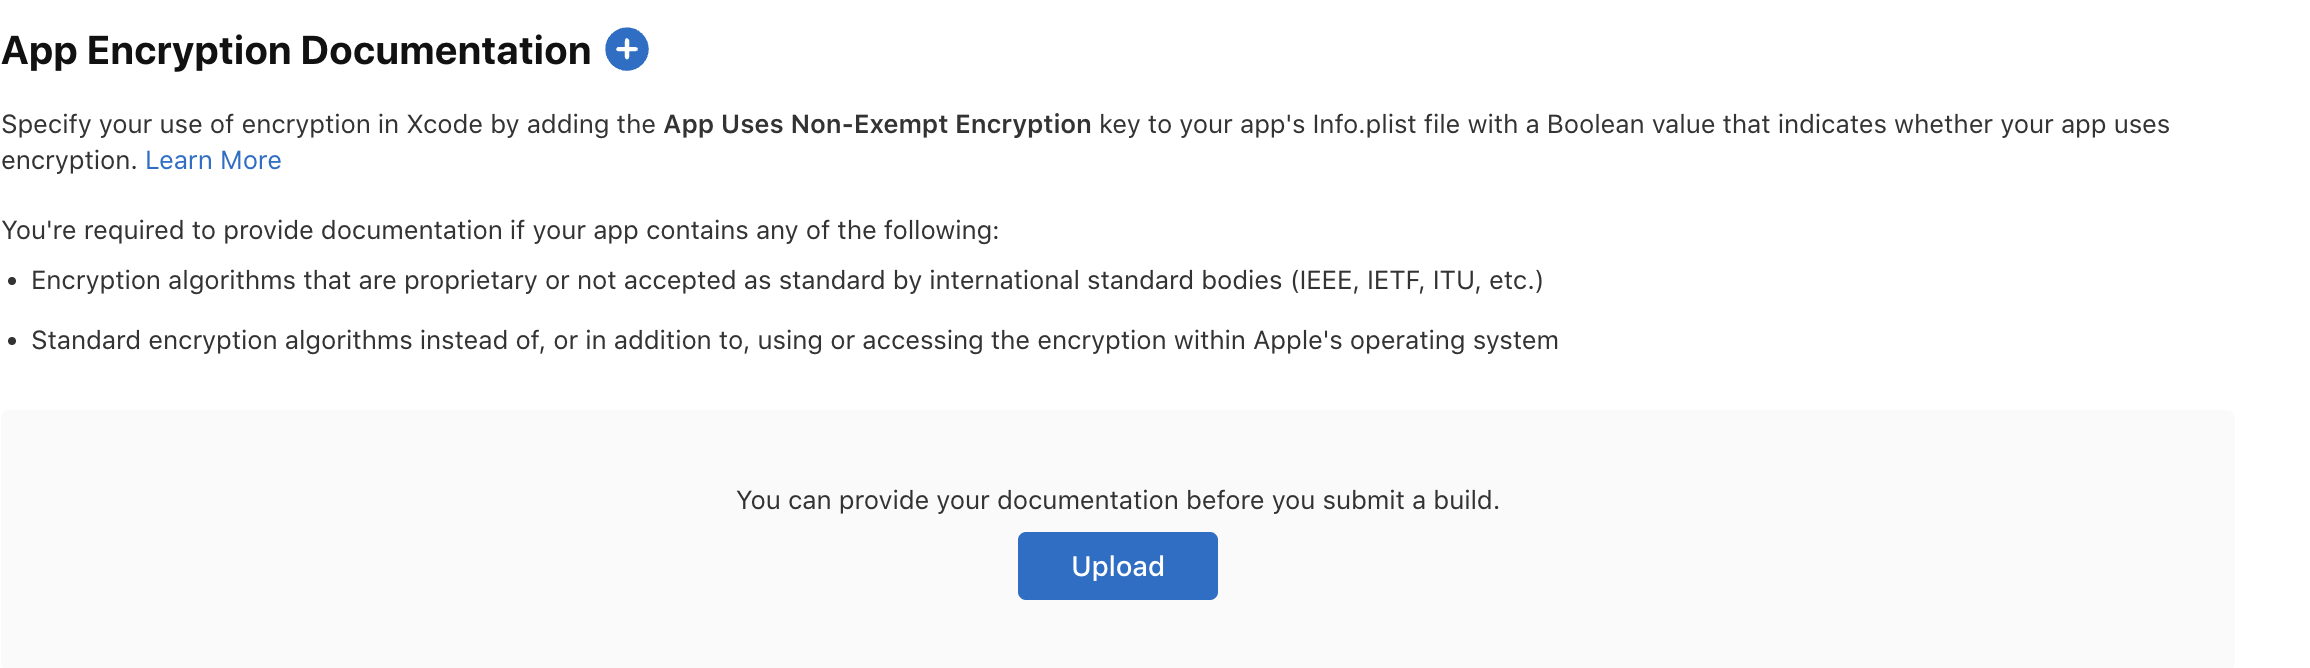 App Encryption Documentation
Specify your use of encryption in Xcode by adding the App Uses Non-Exempt Encryption key to your app's Info.plist file with a Boolean value that indicates whether your app uses
encryption. Learn More
You're required to provide documentation if your app contains any of the following:
• Encryption algorithms that are proprietary or not accepted as standard by international standard bodies (IEEE, IETF, ITU, etc.)
• Standard encryption algorithms instead of, or in addition to, using or accessing the encryption within Apple's operating system
You can provide your documentation before you submit a build.
Upload